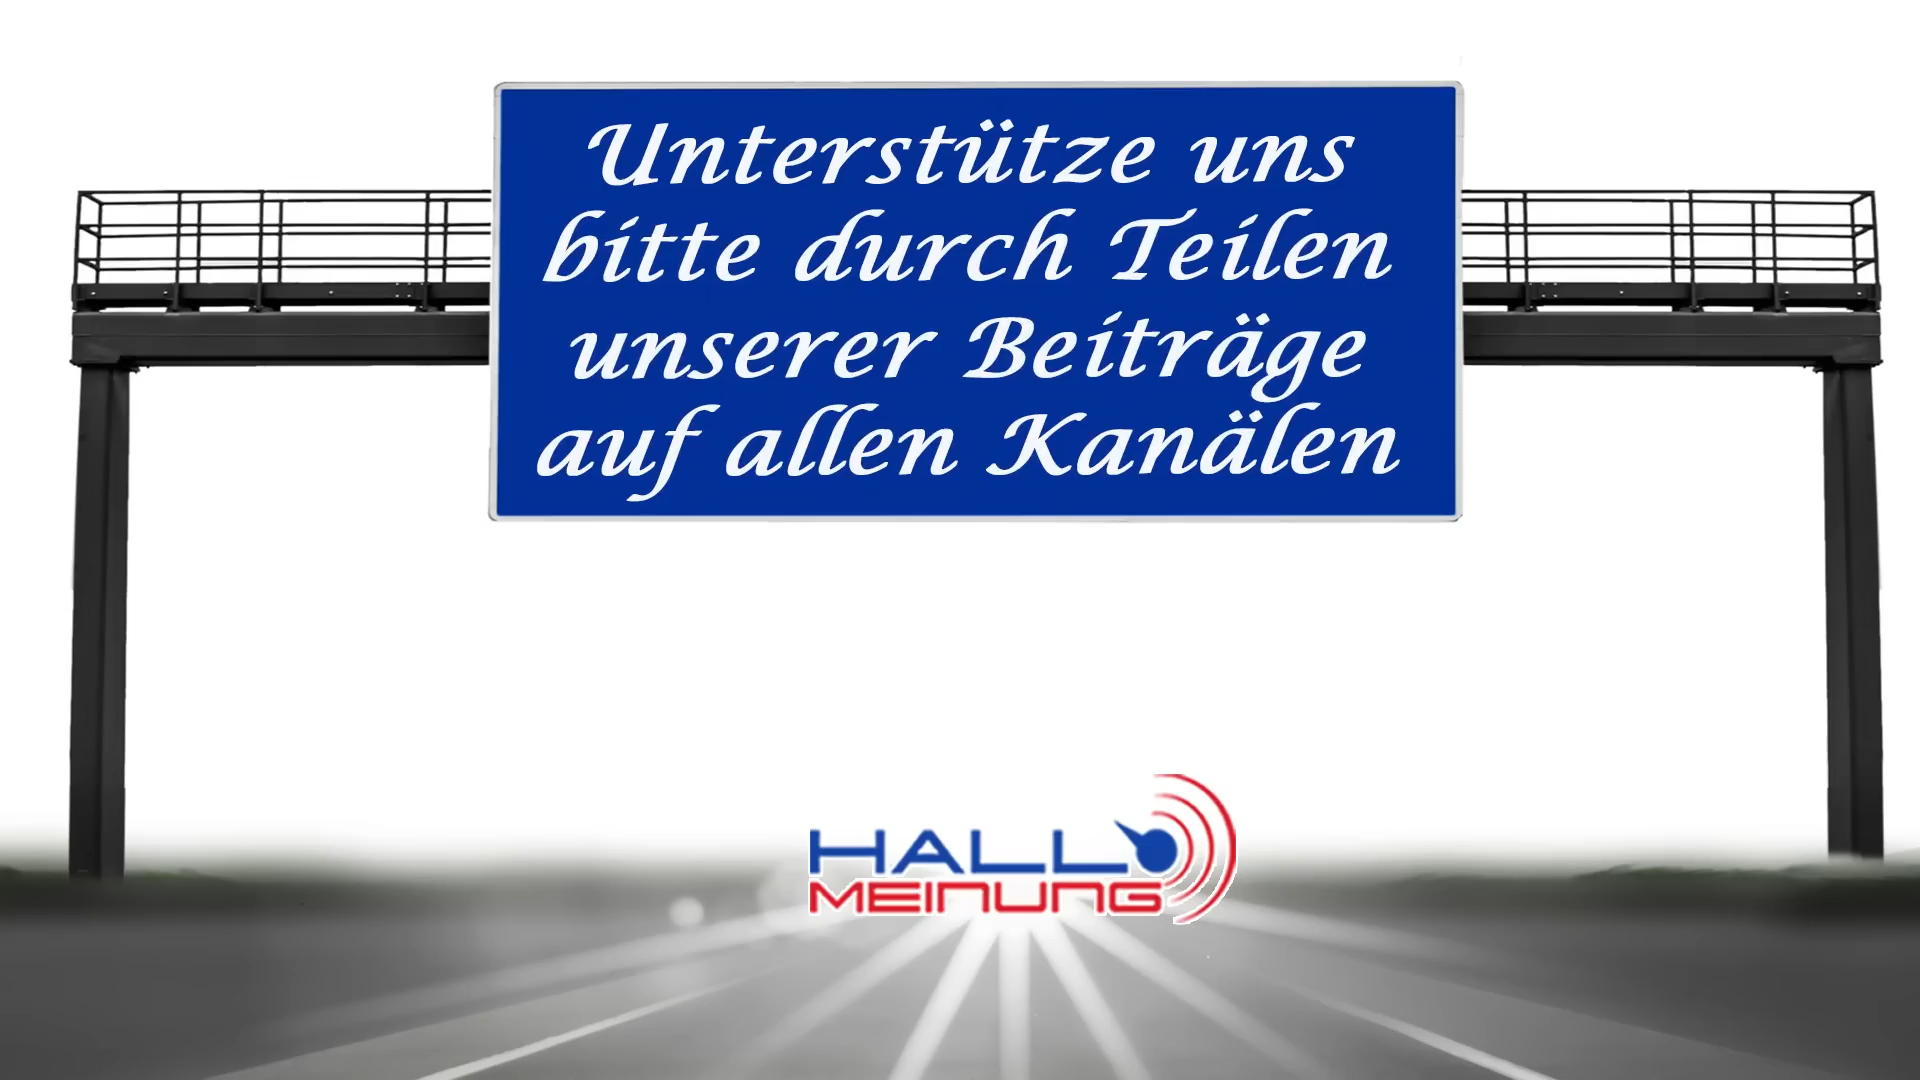 Unterstütze uns
bitte durch Teilen
unserer Beiträge
auf allen Kanälen
HALLO
MEINUNG